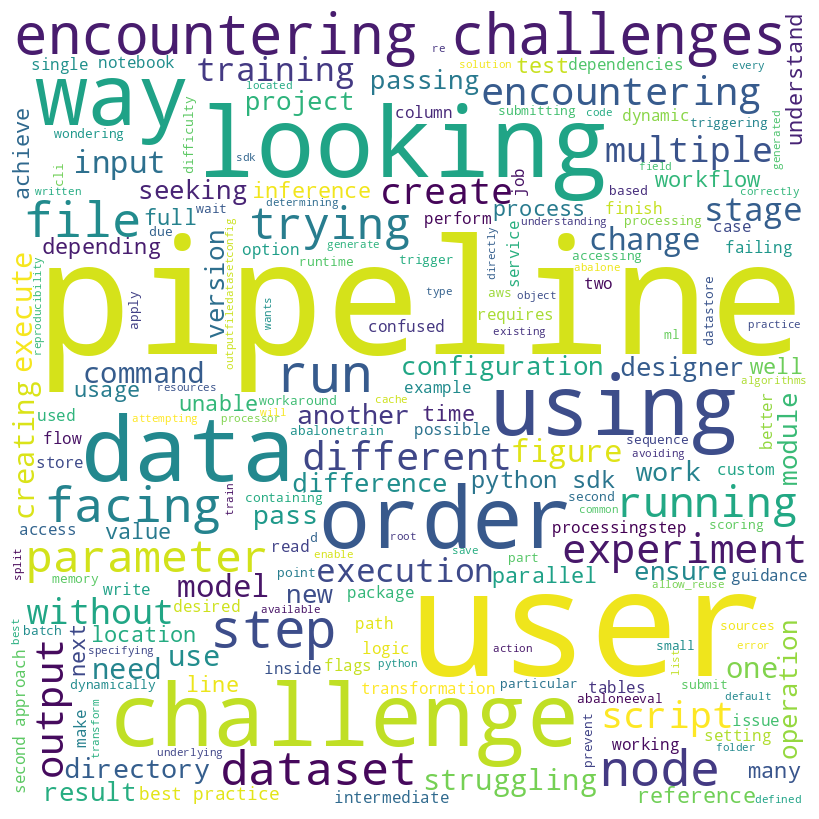 encountering challenges
single notebook training passing test dependencies every
re solution located
way looking encountering understand
wondering project column submitting code dynamic triggering
achieve cli input difficulty sdk multiple field generated
written seeking inference create job based workflow correctly
wait determining understanding processing
file due full trying perform process finish stage
depending option version trigger service change case failing
runtime generate directly accessing
reproducibility outputfiledatasetconfig wants type aws object abalone two datastore practice
pipeline
creating execute apply confused existing requires ml
command resources run configuration designer well
usage example algorithms
unable workaround cache used attempting will another time possible sequence better module
flow processor abalonetrain using
store data different figure avoiding work custom
containing second
facing difference order python sdk running
access train pass common scoring
value d root processingstep
parameter read enable save part experiment
split memory model execution point parallel allow_reuse ensure guidance
write new package
without desired available small sources
batch location step path particular user error
best next need use inside logic action list submit one operation
specifying flags python tables default
dynamically line transformation abaloneeval
output make transform challenge script issue
second approach underlying prevent setting
directory dataset working folder node many
result best practice intermediate struggling reference defined